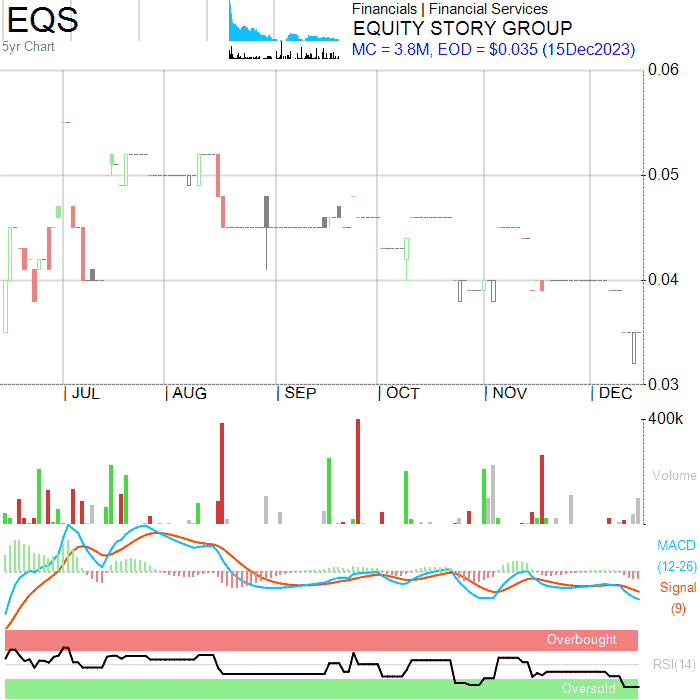 EQS
5yr Chart
Financials | Financial Services
EQUITY STORY GROUP
MC = 3.8M, EOD = $0.035 (15Dec2023)
0.06
0.05
0.04
0.03
| JUL | AUG | SEP | OCT | NOV | DEC
400k
Volume
MACD
(12-26)
Signal
(9)
Overbought
RSI(14)
Oversold